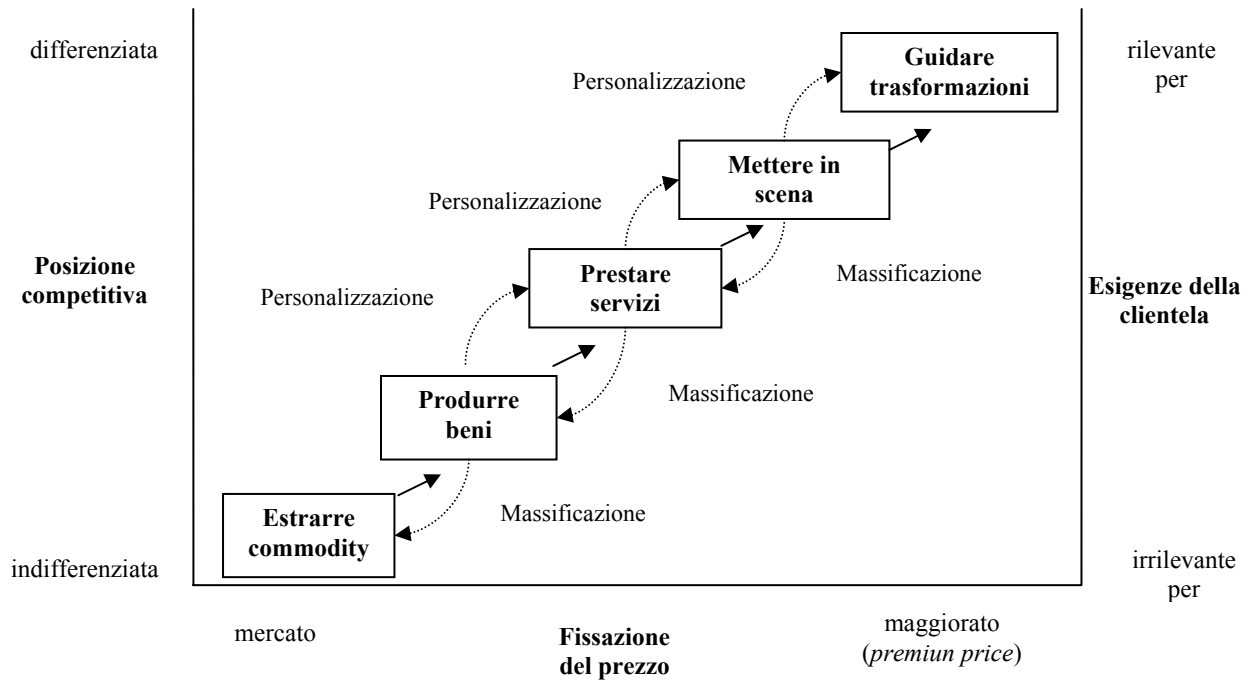 differenziata
Guidare
trasformazioni
rilevante
per
Personalizzazione
Mettere in
scena
Personalizzazione
Posizione
competitiva
Prestare
servizi
Massificazione
Esigenze della
clientela
Personalizzazione
Produrre
beni
Massificazione
Estrarre
commodity
Massificazione
indifferenziata
irrilevante
per
mercato
Fissazione
del prezzo
maggiorato
(premiun price)